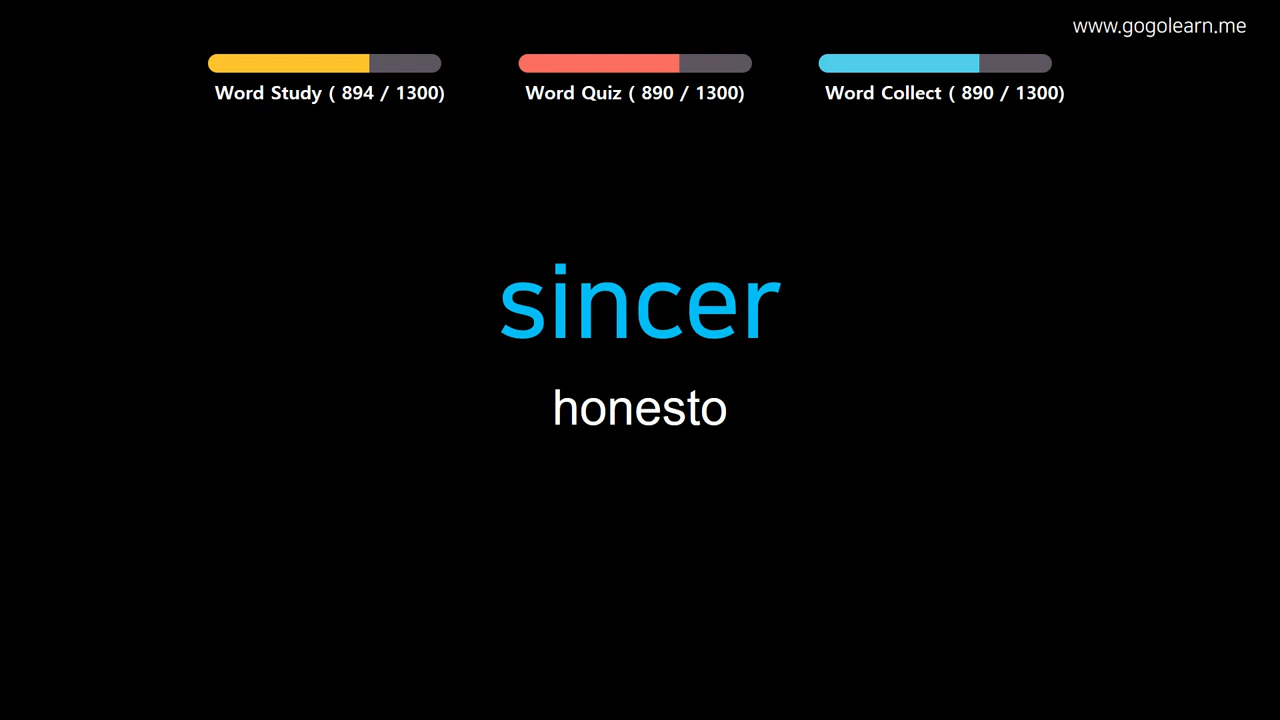 www.gogolearn.me
Word Study ( 894 / 1300)
Word Quiz ( 890 / 1300)
Word Collect ( 890 / 1300)
sincer
honesto